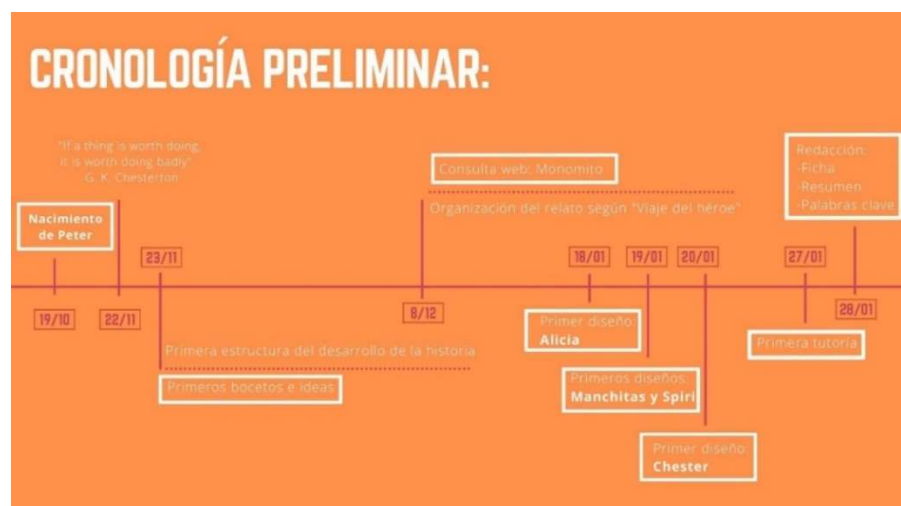 CRONOLOGÍA PRELIMINAR:
"If a thing is worth doing,
it is worth doing badly"
G. K. Chesterton
Nacimiento
de Peter
19/10
22/11
23/11
Primera estructura del desarrollo de la historia
Primeros bocetos e ideas
Consulta web: Monomito
Organización del relato según "Viaje del héroe"
8/12
18/01
Primer diseño:
Alicia
19/01
Primeros diseños:
Manchitas y Spiri
20/01
Primer diseño:
Chester
27/01
Primera tutoría
Redacción:
-Ficha
-Resumen
-Palabras clave
28/01